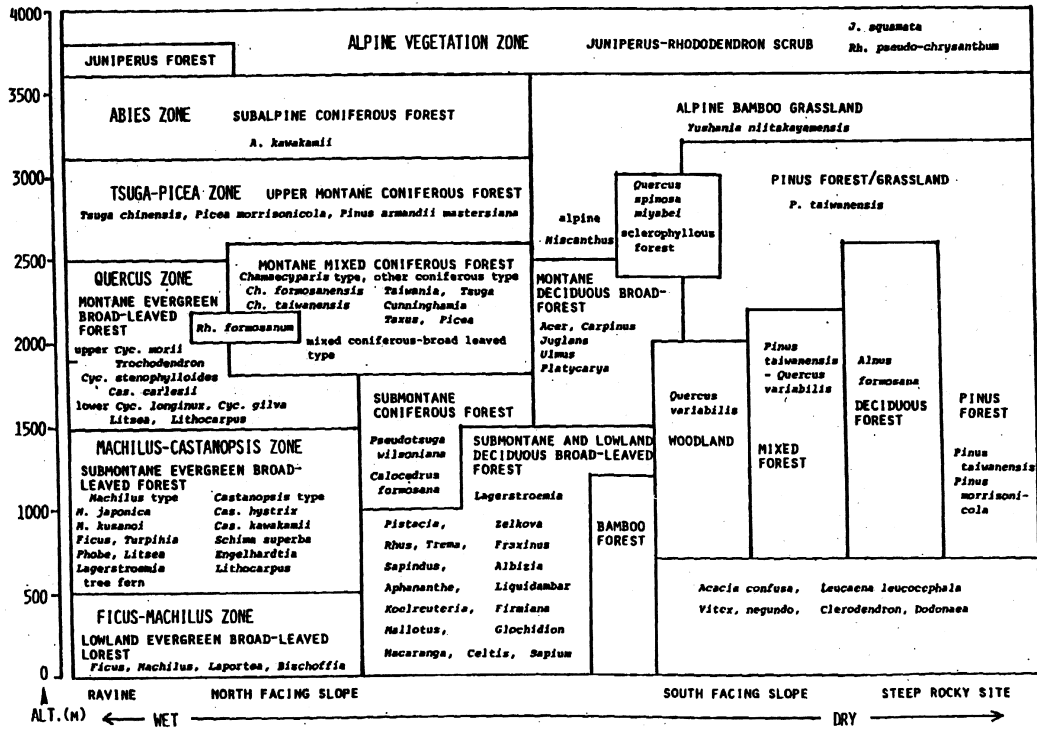 4000
3500
3000
2500
2000
1500
1000
500
0
ALPINE VEGETATION ZONE
JUNIPERUS-RHODODENDRON SCRUB
J. squamata
Rh. pseudo-chrysanthum
JUNIPERUS FOREST
ABIES ZONE
SUBALPINE CONIFEROUS FOREST
A. kawakamii
ALPINE BAMBOO GRASSLAND
Yushania niitakayamensis
TSUGA-PICEA ZONE
UPPER MONTANE CONIFEROUS FOREST
Tsuga chinensis, Picea morrisonicola, Pinus armandii mastersiana
alpine
Miscanthus
Quercus
spinosa
miyabei
sclerophyllous
forest
PINUS FOREST/GRASSLAND
P. taiwanensis
QUERCUS ZONE
MONTANE EVERGREEN
BROAD-LEAVED
FOREST
Rh. formosanum
upper Cyc. morii
Trochodendron
Cyc. stenophylloides
Cas. carlesii
lower Cyc. longinux, Cyc. gilva
Litsea, Lithocarpus
MONTANE MIXED CONIFEROUS FOREST
Chamaecyparis type, other coniferous type
Ch. formosanensis Taiwania, Tsuga
Ch. taiwanensis Cunninghamia
Taxus, Picea
mixed coniferous-broad leaved
type
MONTANE
DECIDUOUS BROAD-
FOREST
Acer, Carpinus
Juglans
Ulmus
Platycarya
SUBMONTANE
CONIFEROUS FOREST
Pseudotsuga
wilsoniana
Calocedrus
formosana
SUBMONTANE AND LOWLAND
DECIDUOUS BROAD-LEAVED
FOREST
Lagerstroemia
Pistacia, Zelkova
Rhus, Trema, Fraxinus
Sapindus, Albizia
Aphananthe, Liquidambar
Koelreuteria, Firmiana
Mallotus, Glochidion
Macaranga, Celtis, Sapium
BAMBOO
FOREST
Quercus
variabilis
WOODLAND
Pinus
taiwanensis
- Quercus
variabilis
MIXED
FOREST
Alnus
formosana
DECIDUOUS
FOREST
PINUS
FOREST
Pinus
taiwanensis
Pinus
morrisoni-
cola
MACHILUS-CASTANOPSIS ZONE
SUBMONTANE EVERGREEN BROAD-
LEAVED FOREST
Machilus type Castanopsis type
M. japonica Cas. hystrix
M. kusanoi Cas. kawakamii
Ficus, Turpihia Schima superba
Phobe, Litsea Engelhardtia
Lagerstroemia Lithocarpus
tree fern
FICUS-MACHILUS ZONE
LOWLAND EVERGREEN BROAD-LEAVED
LOREST
Ficus, Machilus, Laportea, Bischoffia
Acacia confusa, Leucaena leucocephala
Vitex, negundo, Clerodendron, Dodonaea
RAVINE NORTH FACING SLOPE SOUTH FACING SLOPE STEEP ROCKY SITE
ALT.(M) WET DRY